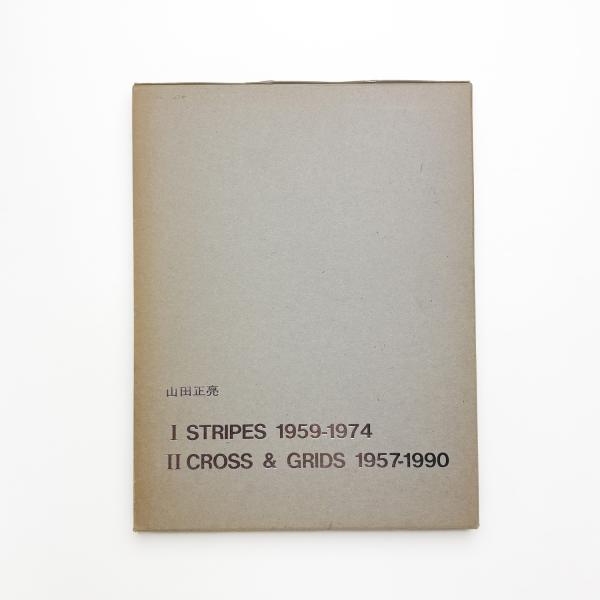 山田正亮
I STRIPES 1959-1974
II CROSS & GRIDS 1957-1990